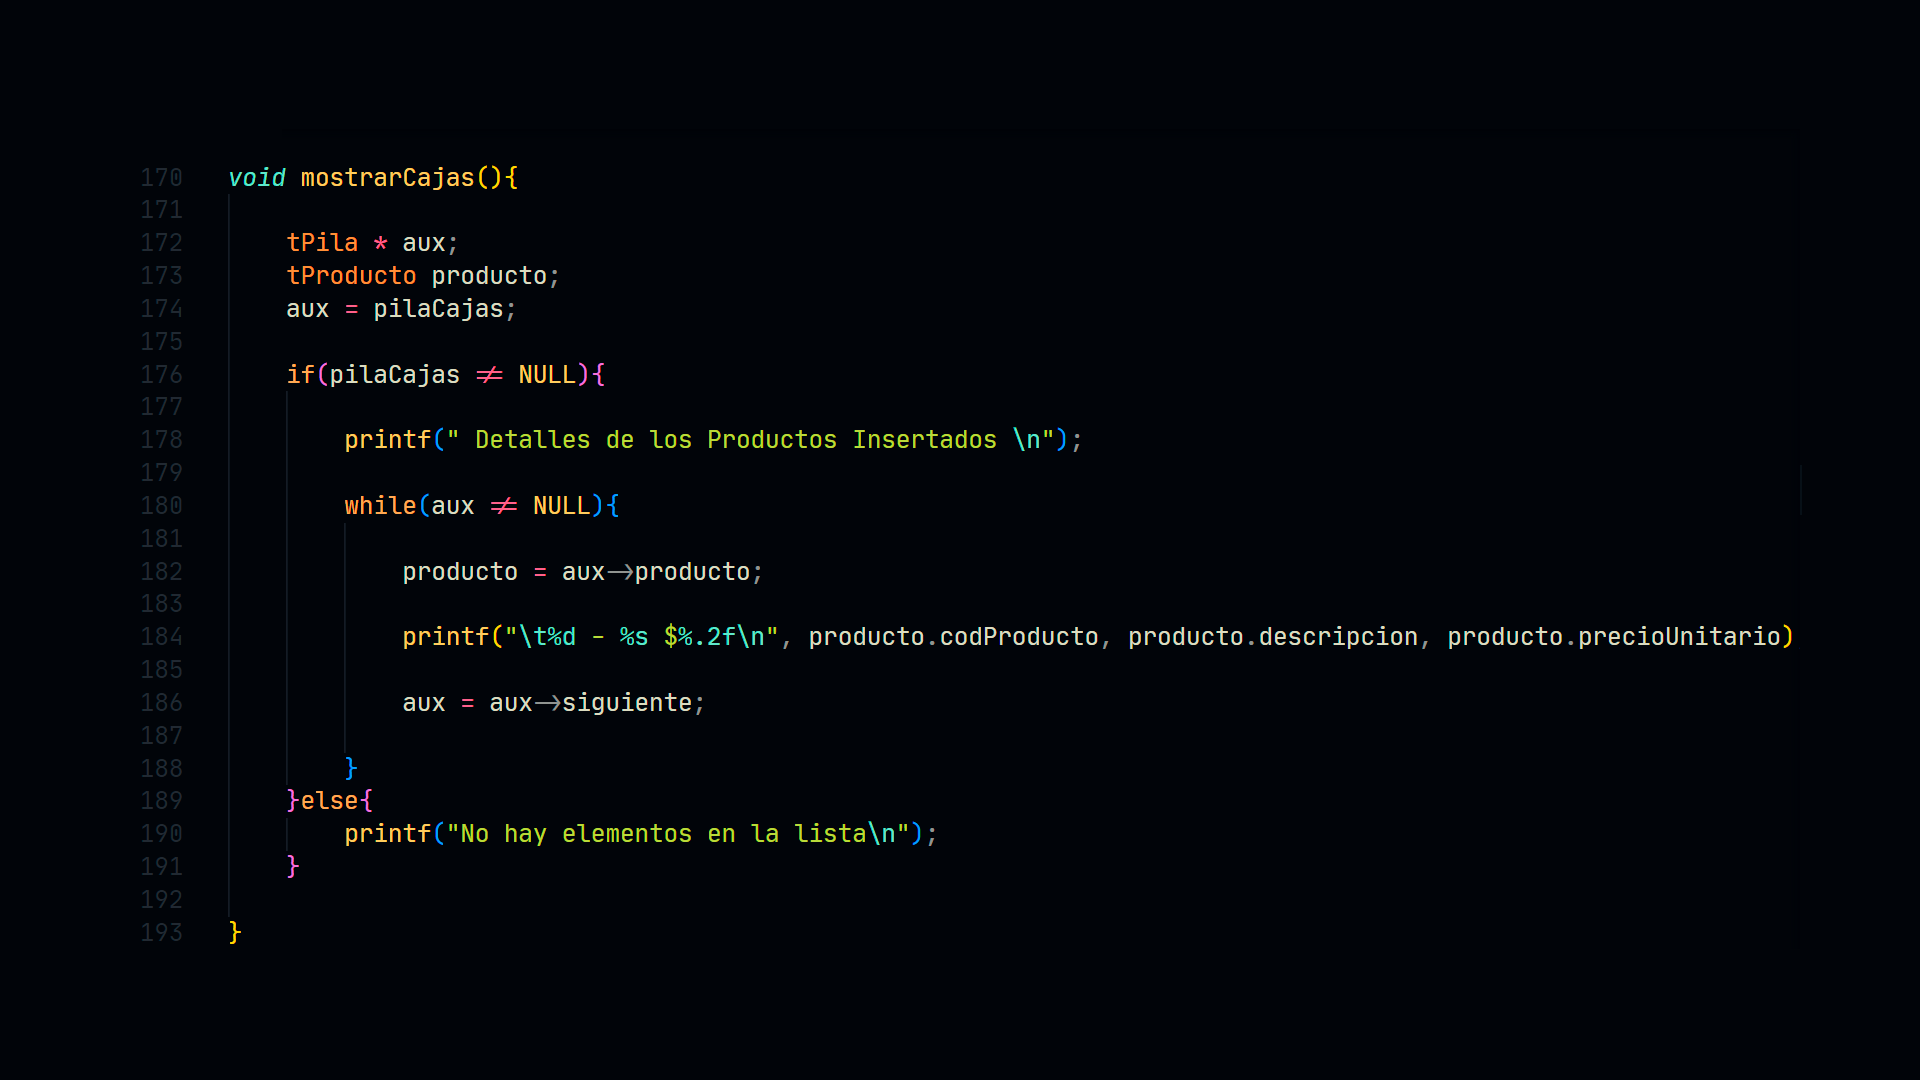 170 void mostrarCajas(){
171
172 tPila * aux;
173 tProducto producto;
174 aux = pilaCajas;
175
176 if(pilaCajas != NULL){
177
178 printf(" Detalles de los Productos Insertados \n");
179
180 while(aux != NULL){
181
182 producto = aux->producto;
183
184 printf("\t%d - %s $%.2f\n", producto.codProducto, producto.descripcion, producto.precioUnitario)
185
186 aux = aux->siguiente;
187
188 }
189 }else{
190 printf("No hay elementos en la lista\n");
191 }
192
193 }